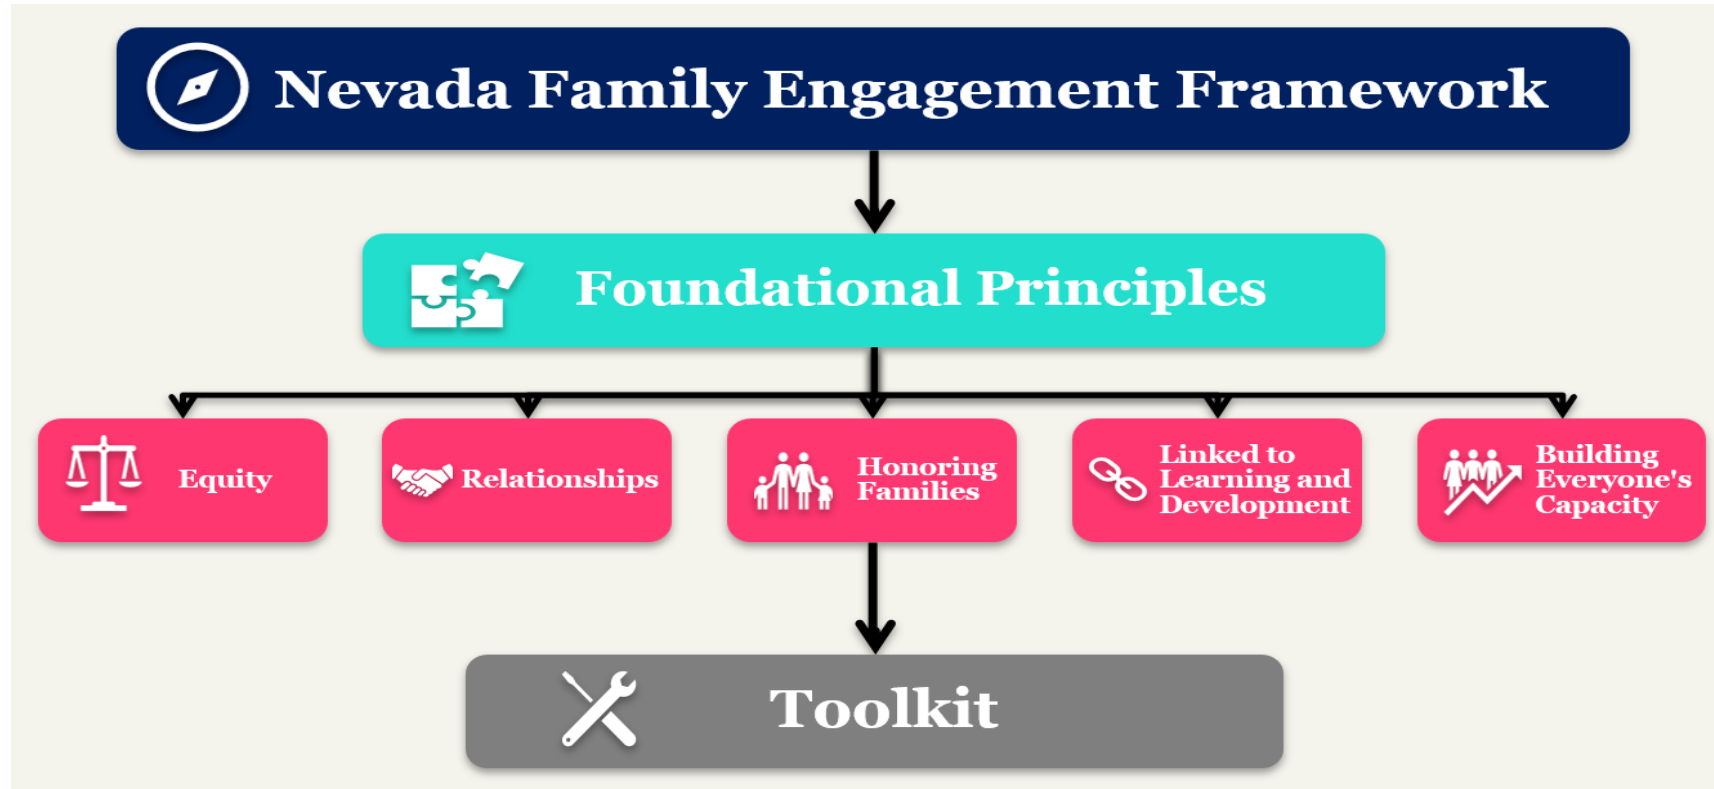 Nevada Family Engagement Framework
Foundational Principles
Equity
Relationships
Honoring
Families
Linked to
Learning and
Development
Building
Everyone's
Capacity
Toolkit